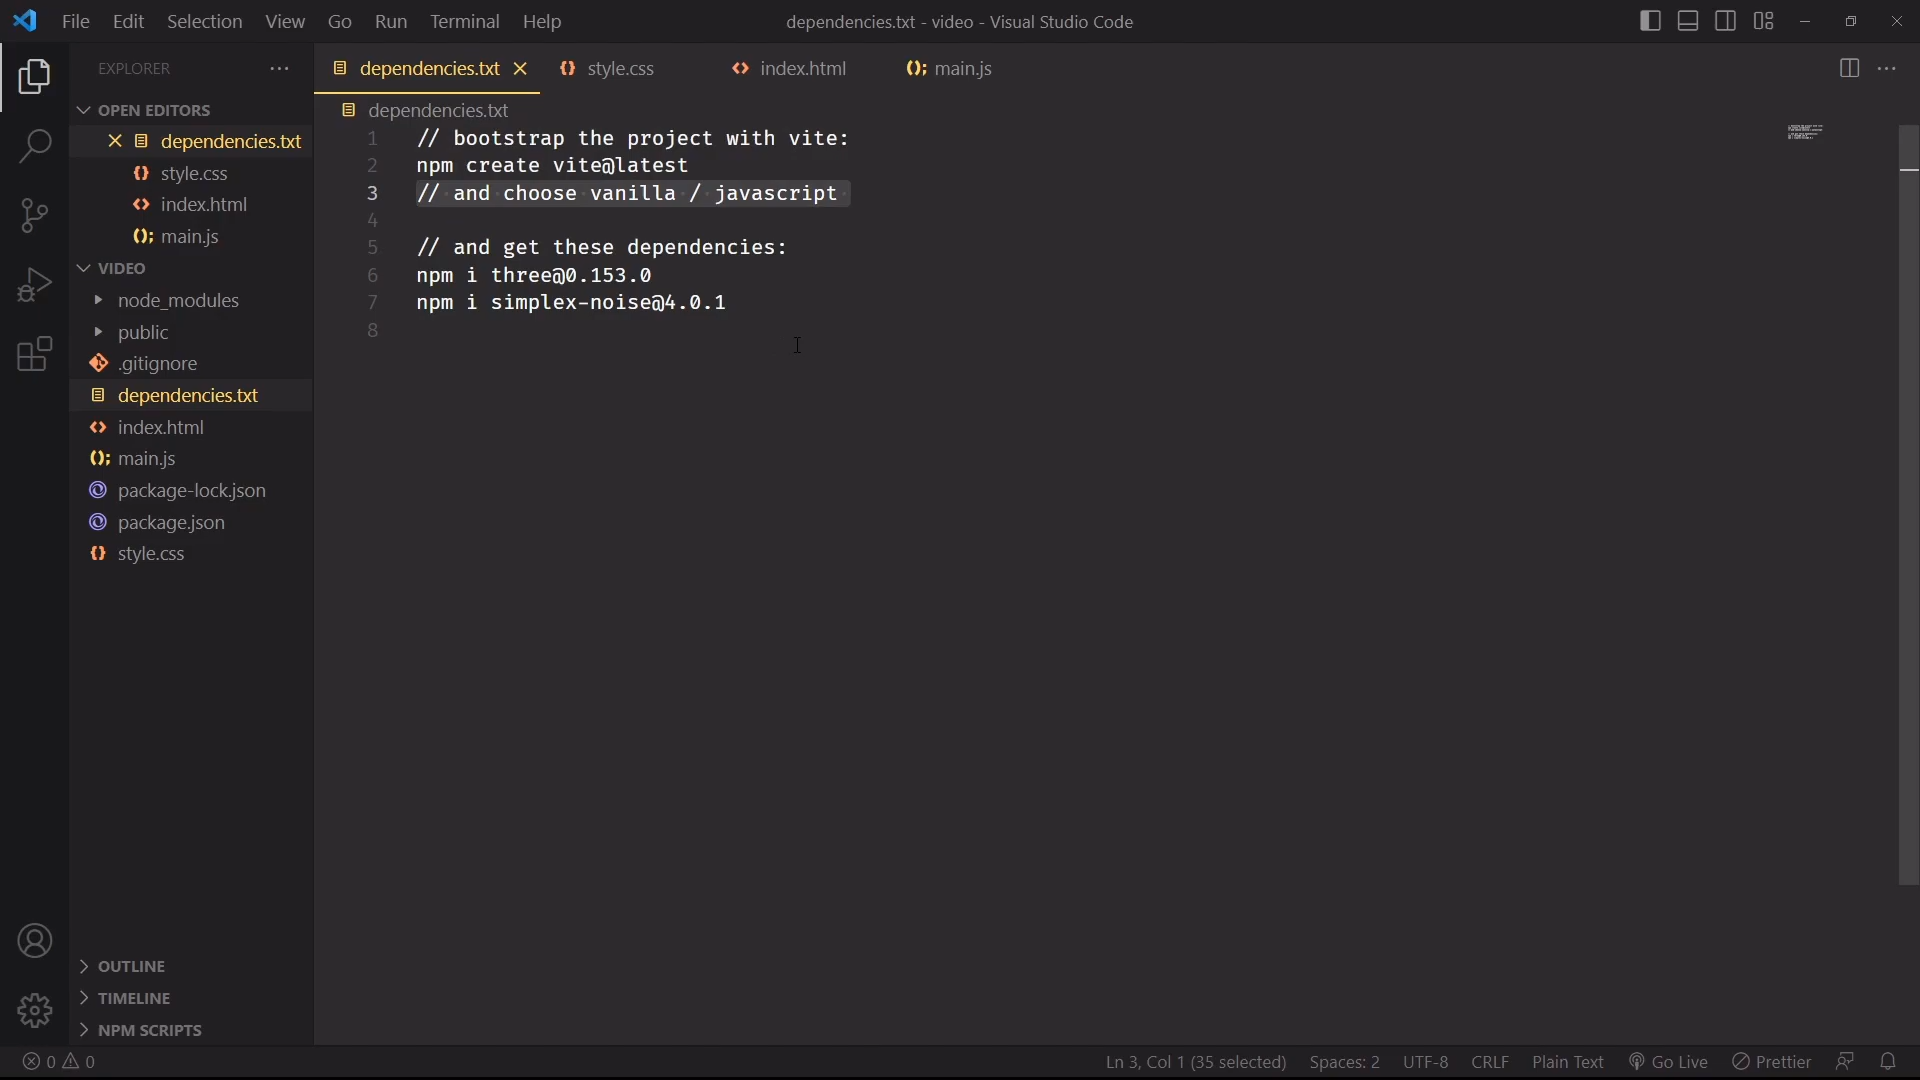 File Edit Selection View Go Run Terminal Help
dependencies.txt - video - Visual Studio Code
EXPLORER
OPEN EDITORS
dependencies.txt
style.css
index.html
main.js
VIDEO
node_modules
public
.gitignore
dependencies.txt
index.html
main.js
package-lock.json
package.json
style.css
OUTLINE
TIMELINE
NPM SCRIPTS
dependencies.txt style.css index.html main.js
dependencies.txt
1 // bootstrap the project with vite:
2 npm create vite@latest
3 // and choose vanilla / javascript
4
5 // and get these dependencies:
6 npm i three@0.153.0
7 npm i simplex-noise@4.0.1
8
0 0 Ln 3, Col 1 (35 selected) Spaces: 2 UTF-8 CRLF Plain Text Go Live Prettier